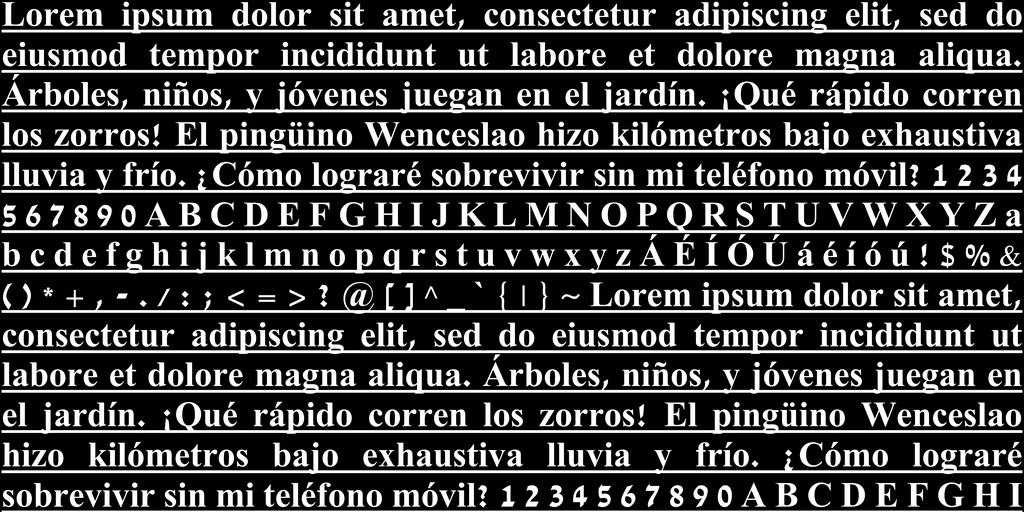 Lorem ipsum dolor sit amet, consectetur adipiscing elit, sed do
eiusmod tempor incididunt ut labore et dolore magna aliqua.
Árboles, niños, y jóvenes juegan en el jardín. ¡Qué rápido corren
los zorros! El pingüino Wenceslao hizo kilómetros bajo exhaustiva
lluvia y frío. ¿Cómo lograré sobrevivir sin mi teléfono móvil? 1 2 3 4
5 6 7 8 9 0 A B C D E F G H I J K L M N O P Q R S T U V W X Y Z a
b c d e f g h i j k l m n o p q r s t u v w x y z Á É Í Ó Ú á é í ó ú ! $ % &
( ) * + , - . / : ; < = > ? @ [ ] ^ _ ` { | } ~ Lorem ipsum dolor sit amet,
consectetur adipiscing elit, sed do eiusmod tempor incididunt ut
labore et dolore magna aliqua. Árboles, niños, y jóvenes juegan en
el jardín. ¡Qué rápido corren los zorros! El pingüino Wenceslao
hizo kilómetros bajo exhaustiva lluvia y frío. ¿Cómo lograré
sobrevivir sin mi teléfono móvil? 1 2 3 4 5 6 7 8 9 0 A B C D E F G H I